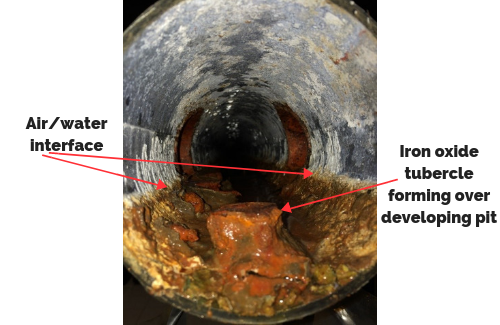 Air/water
interface
Iron oxide
tubercle
forming over
developing pit